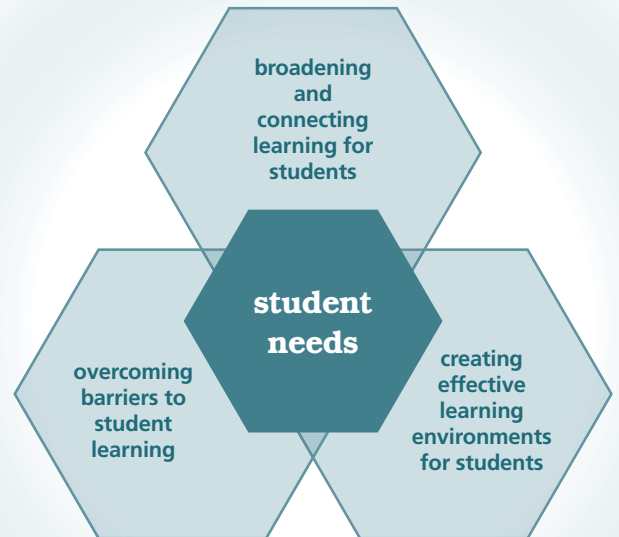 broadening
and
connecting
learning for
students
student
needs
overcoming
barriers to
student
learning
creating
effective
learning
environments
for students